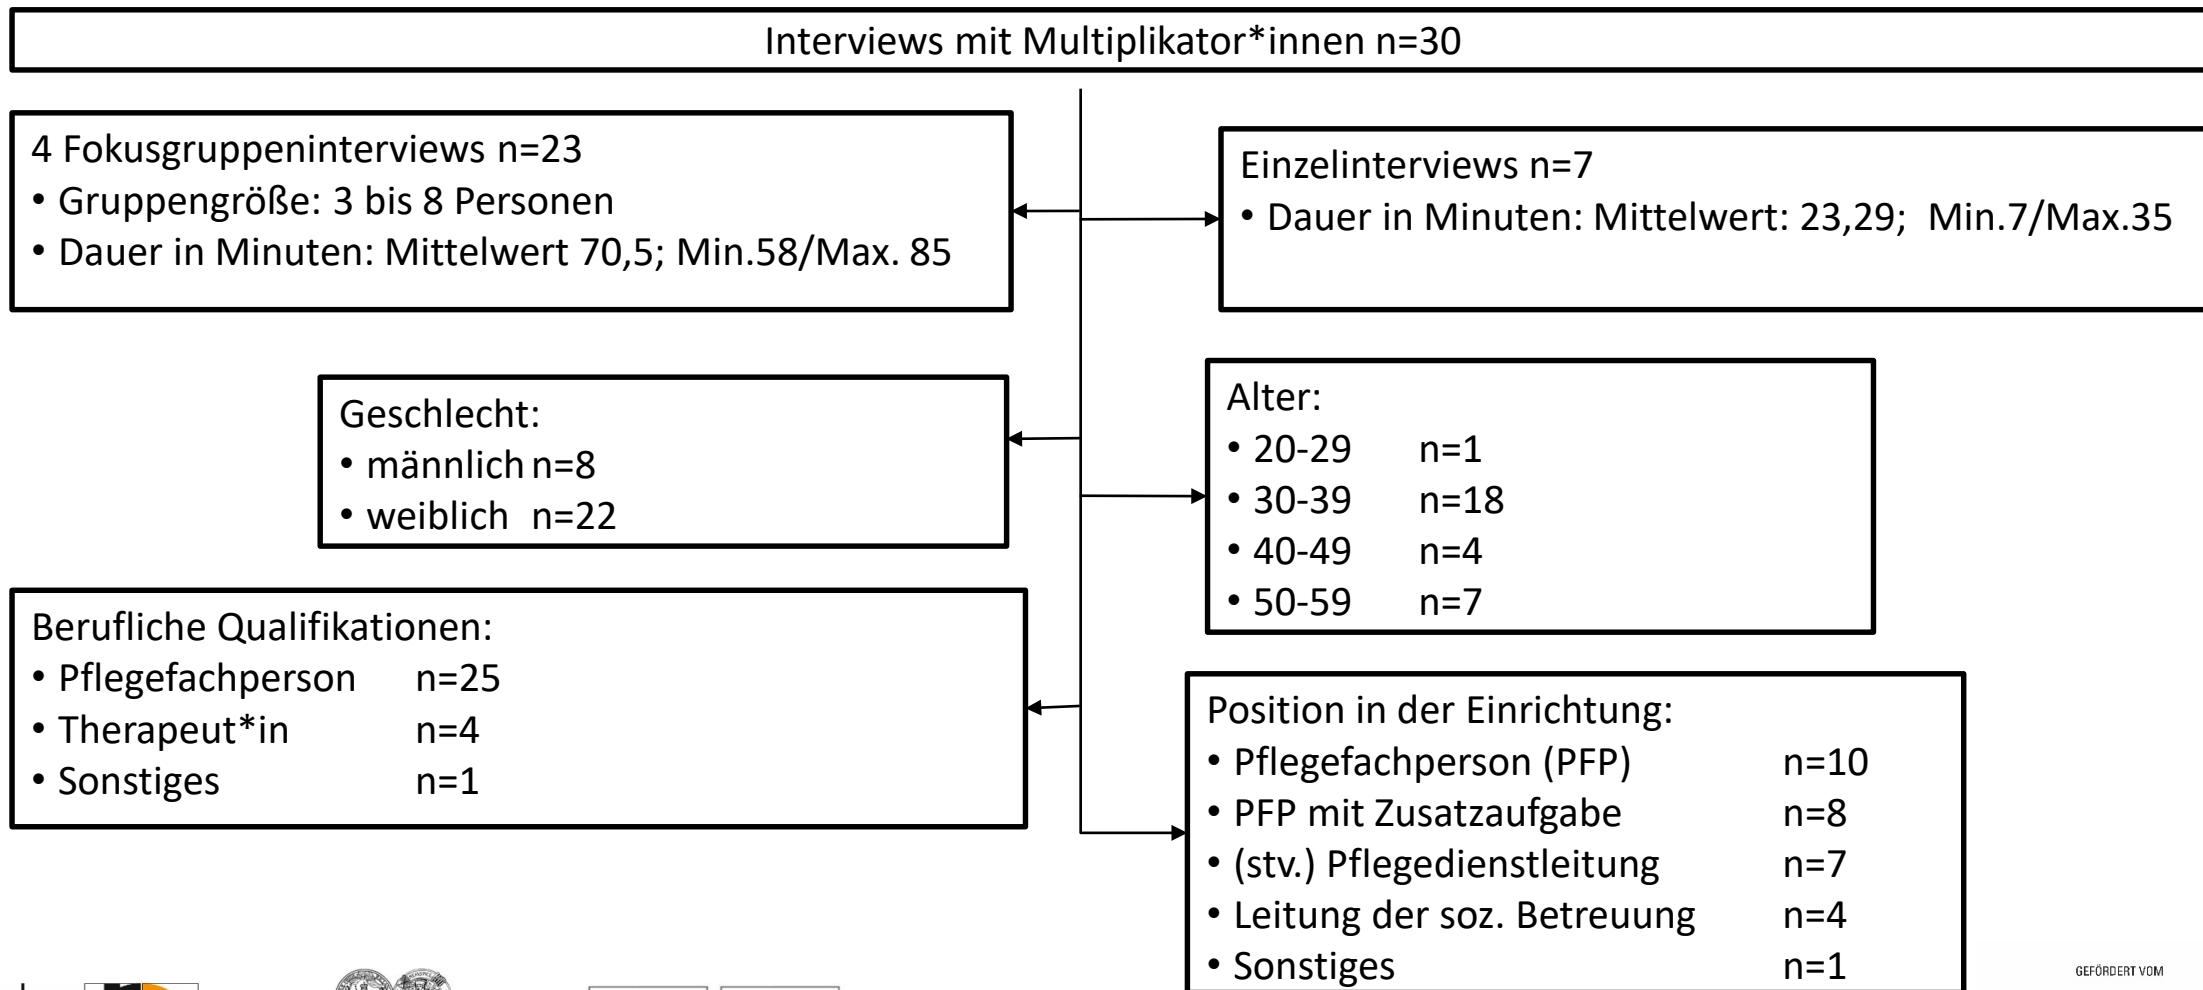 Interviews mit Multiplikator*innen n=30
4 Fokusgruppeninterviews n=23
• Gruppengröße: 3 bis 8 Personen
• Dauer in Minuten: Mittelwert 70,5; Min.58/Max. 85
Einzelinterviews n=7
• Dauer in Minuten: Mittelwert: 23,29; Min.7/Max.35
Geschlecht:
• männlich n=8
• weiblich n=22
Alter:
• 20-29 n=1
• 30-39 n=18
• 40-49 n=4
• 50-59 n=7
Berufliche Qualifikationen:
• Pflegefachperson n=25
• Therapeut*in n=4
• Sonstiges n=1
Position in der Einrichtung:
• Pflegefachperson (PFP) n=10
• PFP mit Zusatzaufgabe n=8
• (stv.) Pflegedienstleitung n=7
• Leitung der soz. Betreuung n=4
• Sonstiges n=1
GEFÖRDERT VOM